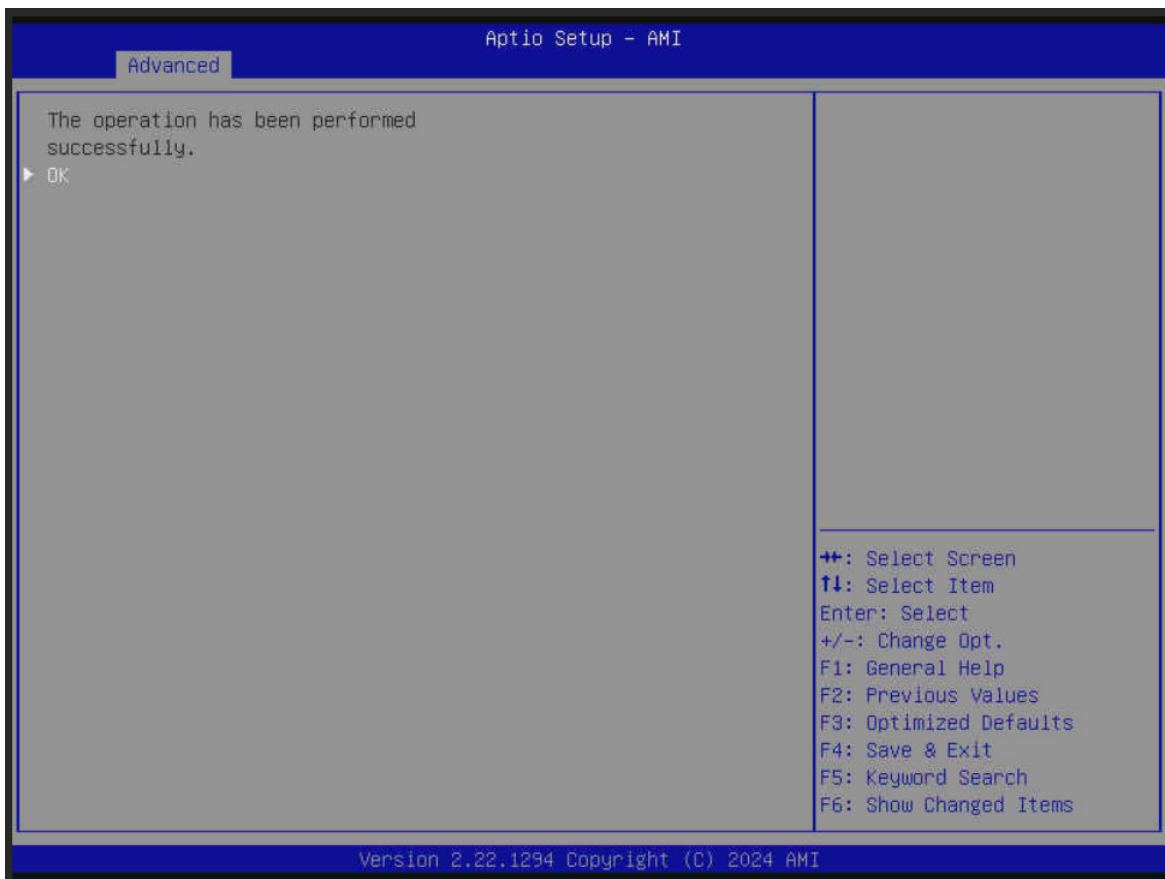 Aptio Setup – AMI
Advanced
The operation has been performed
successfully.
OK
→←: Select Screen
↑↓: Select Item
Enter: Select
+/-: Change Opt.
F1: General Help
F2: Previous Values
F3: Optimized Defaults
F4: Save & Exit
F5: Keyword Search
F6: Show Changed Items
Version 2.22.1294 Copyright (C) 2024 AMI